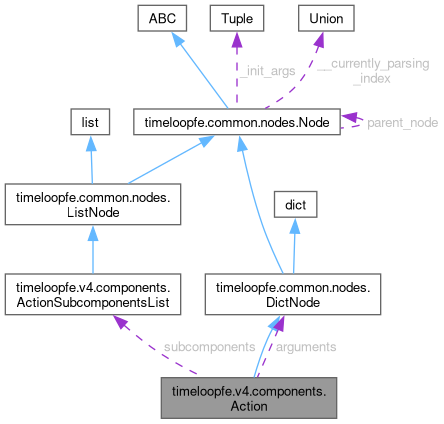 ABC
Tuple
Union
_init_args
__currently_parsing
_index
timeloopfe.common.nodes.Node
parent_node
list
timeloopfe.common.nodes.
ListNode
dict
timeloopfe.v4.components.
ActionSubcomponentsList
timeloopfe.common.nodes.
DictNode
subcomponents
arguments
timeloopfe.v4.components.
Action